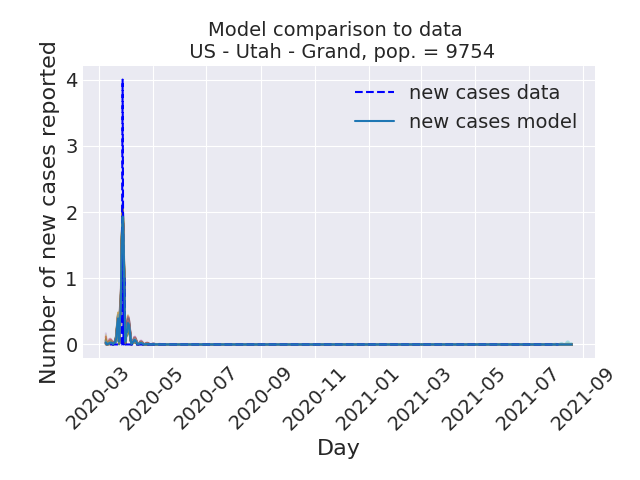 Model comparison to data
US - Utah - Grand, pop. = 9754
new cases data
new cases model
Number of new cases reported
4
3
2
1
0
2020-03
2020-05
2020-07
2020-09
2020-11
2021-01
2021-03
2021-05
2021-07
2021-09
Day